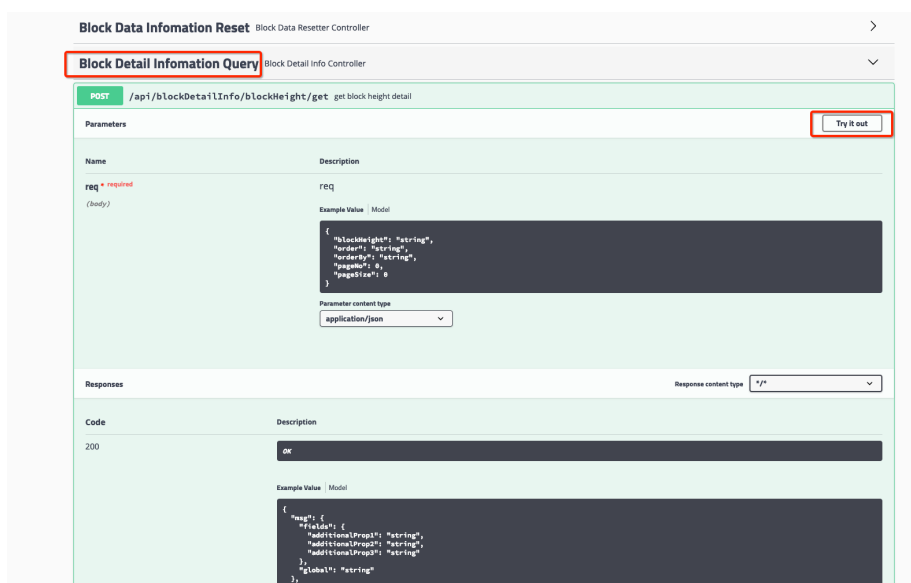 Block Data Infomation Reset Block Data Resetter Controller
Block Detail Infomation Query Block Detail Info Controller
POST /api/blockDetailInfo/blockHeight/get get block height detail
Parameters Try it out
Name Description
req * required req
(body)
Example Value Model
{
"blockHeight": "string",
"order": "string",
"orderBy": "string",
"pageNo": 0,
"pageSize": 0
}
Parameter content type
application/json
Responses Response content type */*
Code Description
200 OK
Example Value Model
{
"msg": {
"fields": {
"additionalProp1": "string",
"additionalProp2": "string",
"additionalProp3": "string"
},
"global": "string"
},